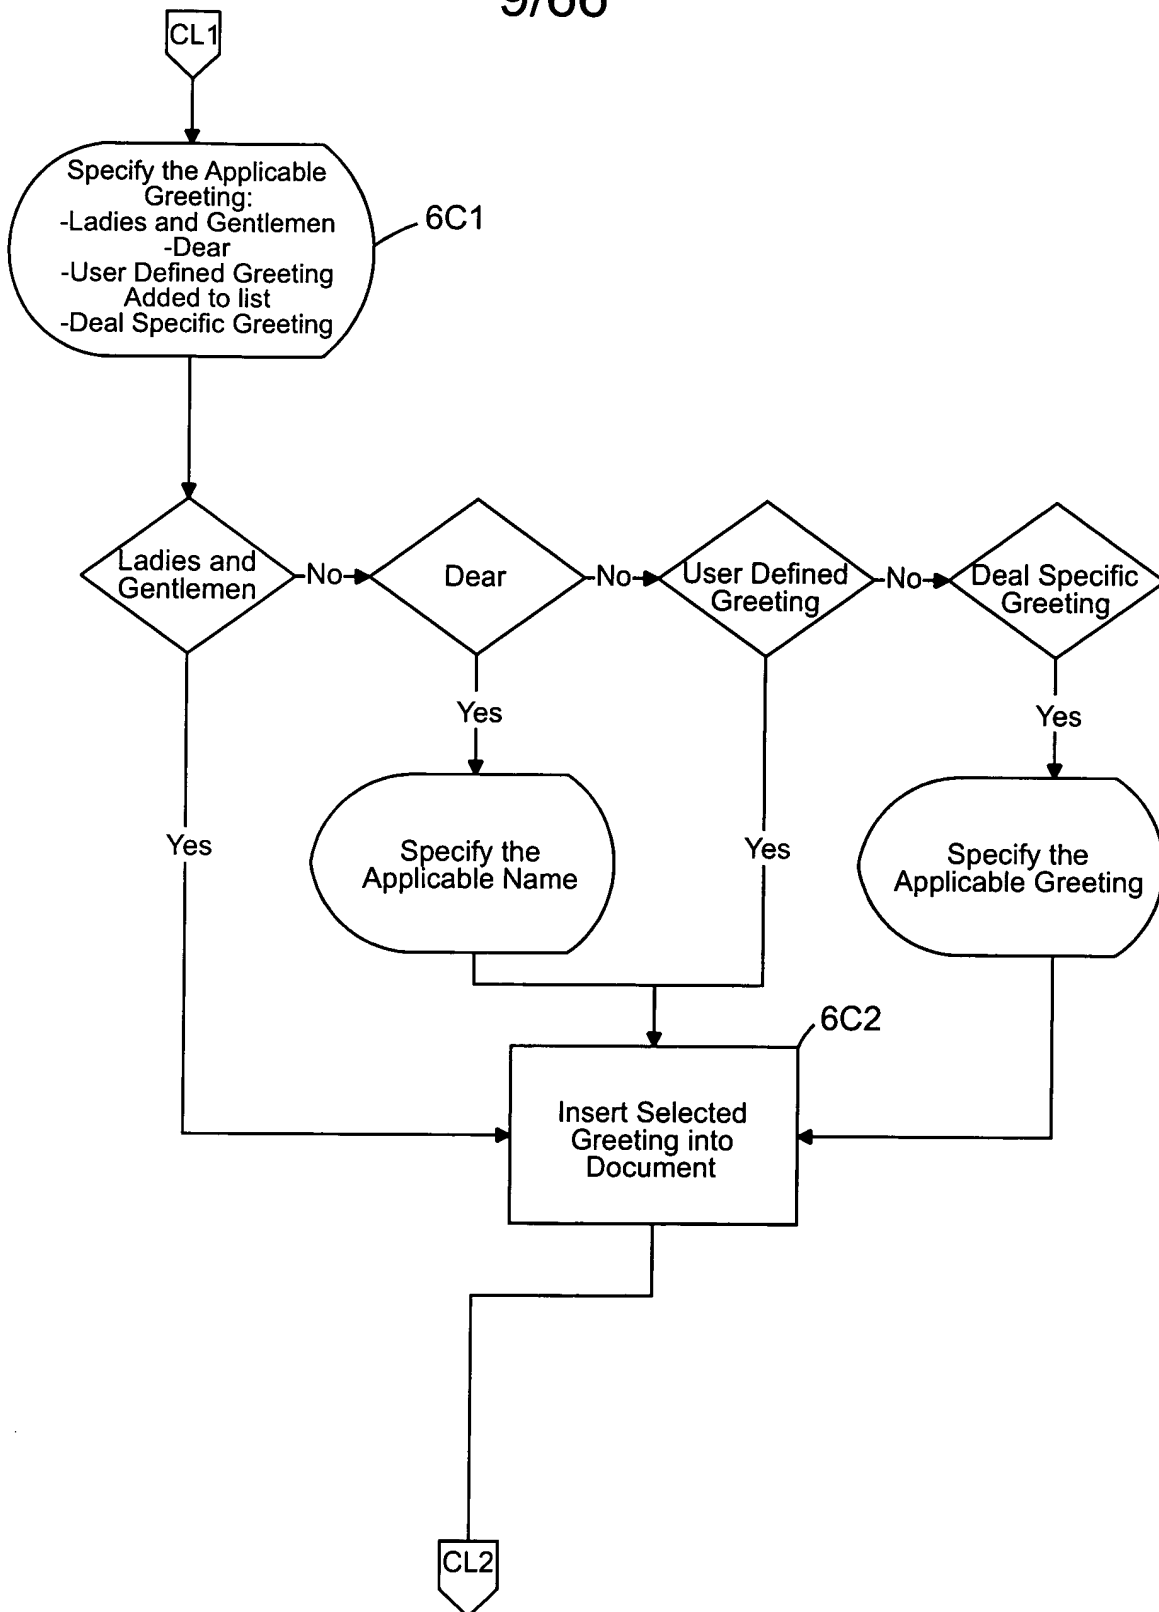 9/66
CL1
Specify the Applicable
Greeting:
-Ladies and Gentlemen
-Dear
-User Defined Greeting
Added to list
-Deal Specific Greeting
6C1
Ladies and
Gentlemen
No
Dear
No
User Defined
Greeting
No
Deal Specific
Greeting
Yes
Yes
Yes
Yes
Specify the
Applicable Name
Specify the
Applicable Greeting
6C2
Insert Selected
Greeting into
Document
CL2